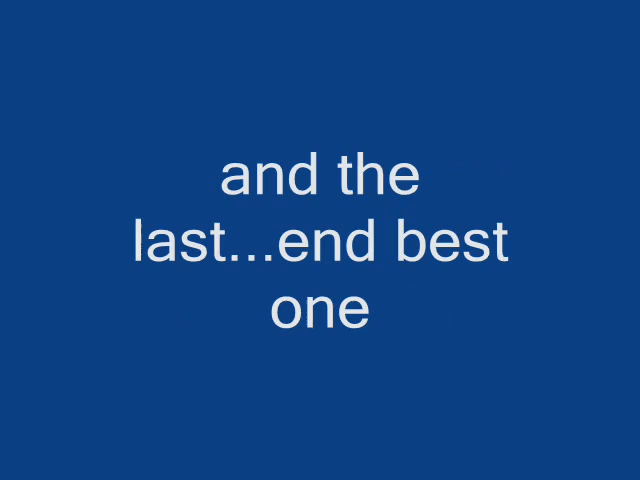 and the
last...end best
one